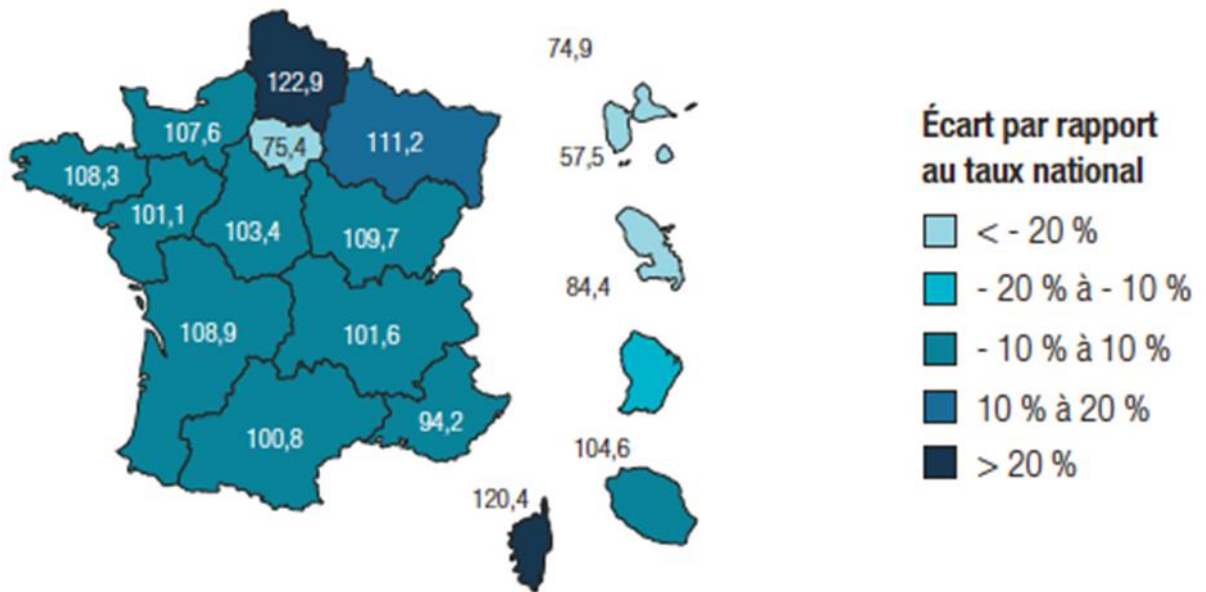 74,9
122,9
107,6
75,4
111,2
57,5
108,3
101,1
103,4
109,7
84,4
108,9
101,6
94,2
100,8
104,6
120,4
Écart par rapport
au taux national
< - 20 %
- 20 % à - 10 %
- 10 % à 10 %
10 % à 20 %
> 20 %